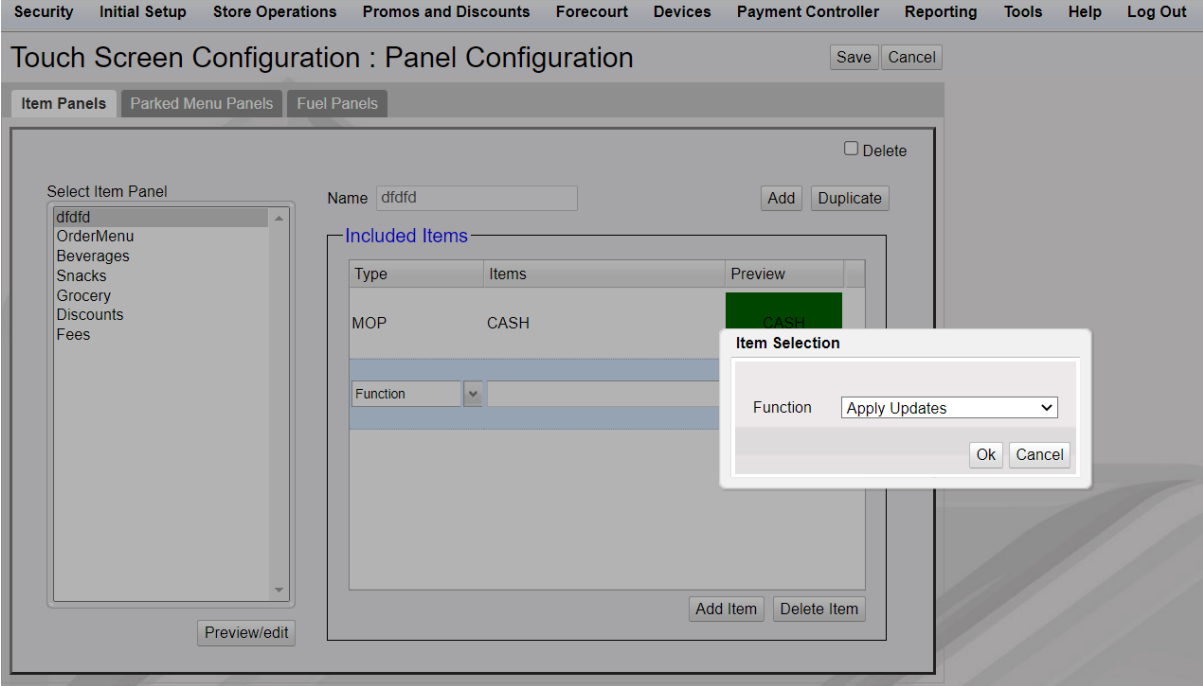 Security Initial Setup Store Operations Promos and Discounts Forecourt Devices Payment Controller Reporting Tools Help Log Out
Touch Screen Configuration : Panel Configuration Save Cancel
Item Panels Parked Menu Panels Fuel Panels
Delete
Select Item Panel
Name dfdfd Add Duplicate
dfdfd
OrderMenu
Beverages
Snacks
Grocery
Discounts
Fees
Included Items
Type Items Preview
MOP CASH CASH
Function
Item Selection
Function Apply Updates
Ok Cancel
Add Item Delete Item
Preview/edit